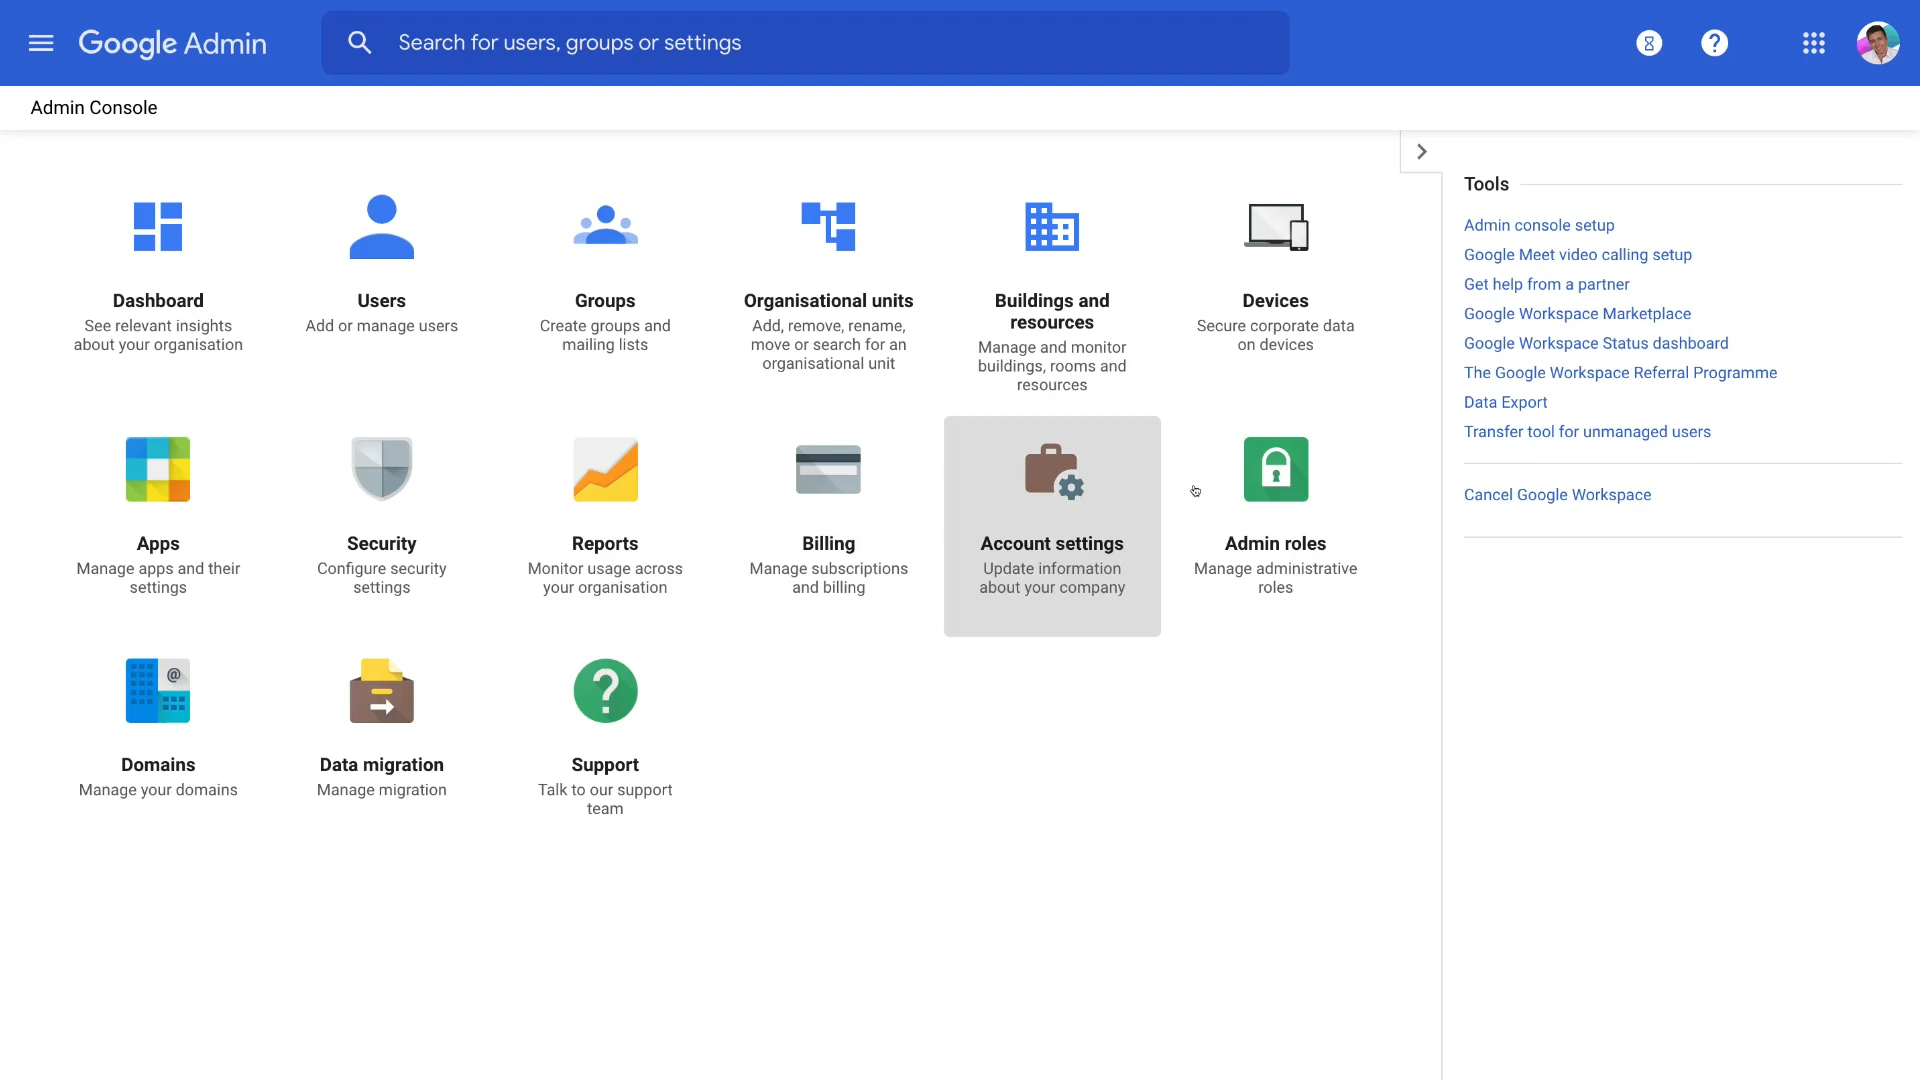 Google Admin
Search for users, groups or settings
Admin Console
Dashboard
See relevant insights
about your organisation
Users
Add or manage users
Groups
Create groups and
mailing lists
Organisational units
Add, remove, rename,
move or search for an
organisational unit
Buildings and
resources
Manage and monitor
buildings, rooms and
resources
Devices
Secure corporate data
on devices
Apps
Manage apps and their
settings
Security
Configure security
settings
Reports
Monitor usage across
your organisation
Billing
Manage subscriptions
and billing
Account settings
Update information
about your company
Admin roles
Manage administrative
roles
@
Domains
Manage your domains
Data migration
Manage migration
Support
Talk to our support
team
Tools
Admin console setup
Google Meet video calling setup
Get help from a partner
Google Workspace Marketplace
Google Workspace Status dashboard
The Google Workspace Referral Programme
Data Export
Transfer tool for unmanaged users
Cancel Google Workspace